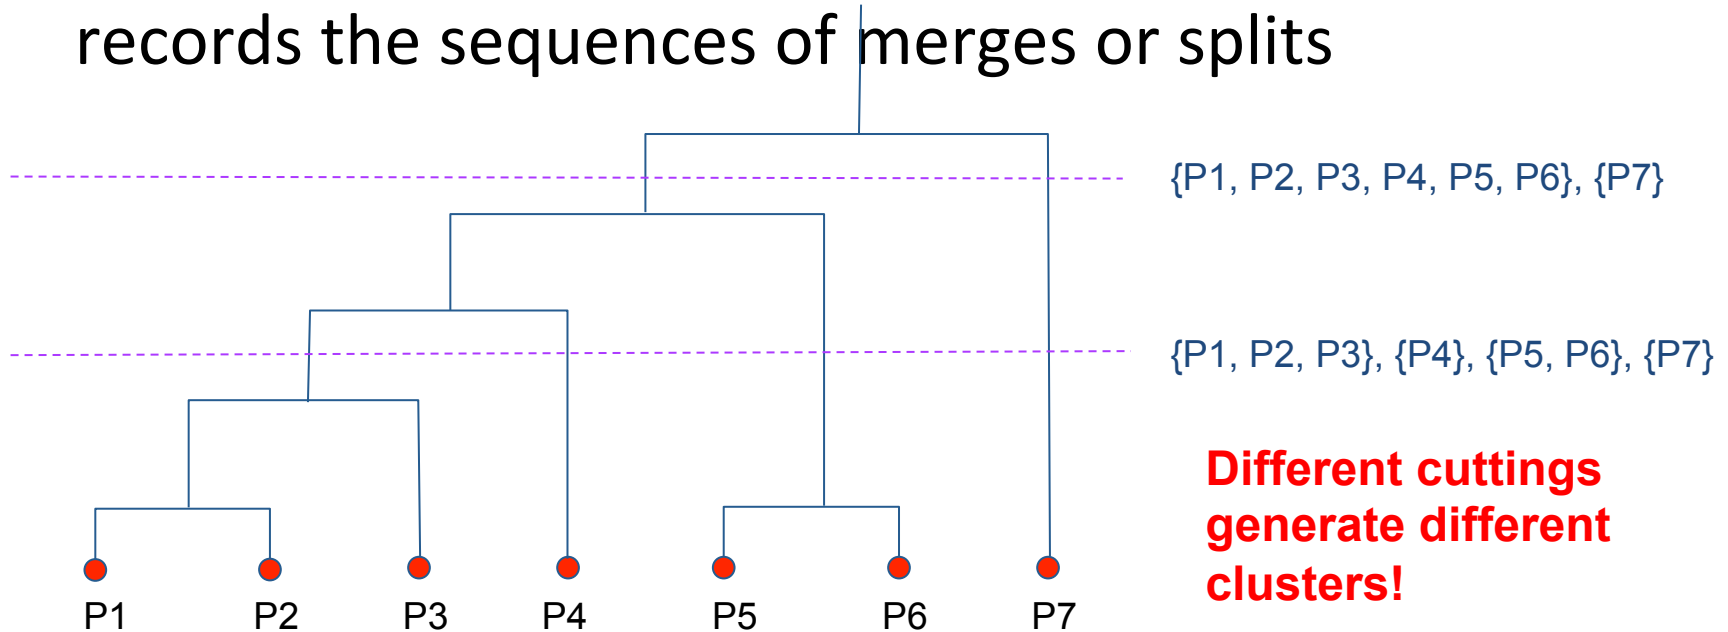 records the sequences of merges or splits
{P1, P2, P3, P4, P5, P6}, {P7}
{P1, P2, P3}, {P4}, {P5, P6}, {P7}
Different cuttings
generate different
clusters!
P1 P2 P3 P4 P5 P6 P7